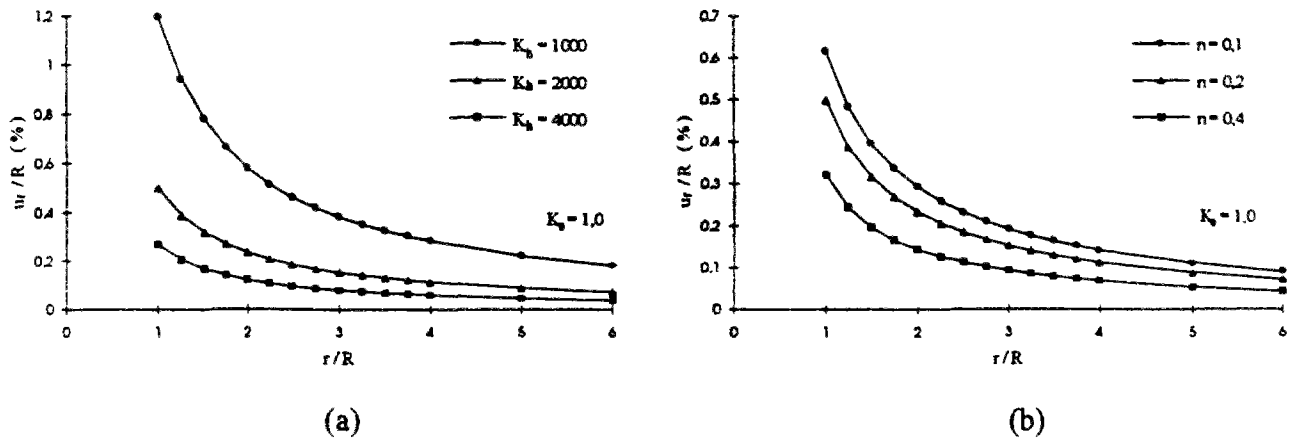 1.2
1
0.8
0.6
0.4
0.2
0
u_r/R (%)
K_h = 1000
K_h = 2000
K_h = 4000
K_0 = 1,0
0 1 2 3 4 5 6
r/R
(a)
0.7
0.6
0.5
0.4
0.3
0.2
0.1
0
u_r/R (%)
n=0,1
n=0,2
n=0,4
K_0 = 1,0
0 1 2 3 4 5 6
r/R
(b)